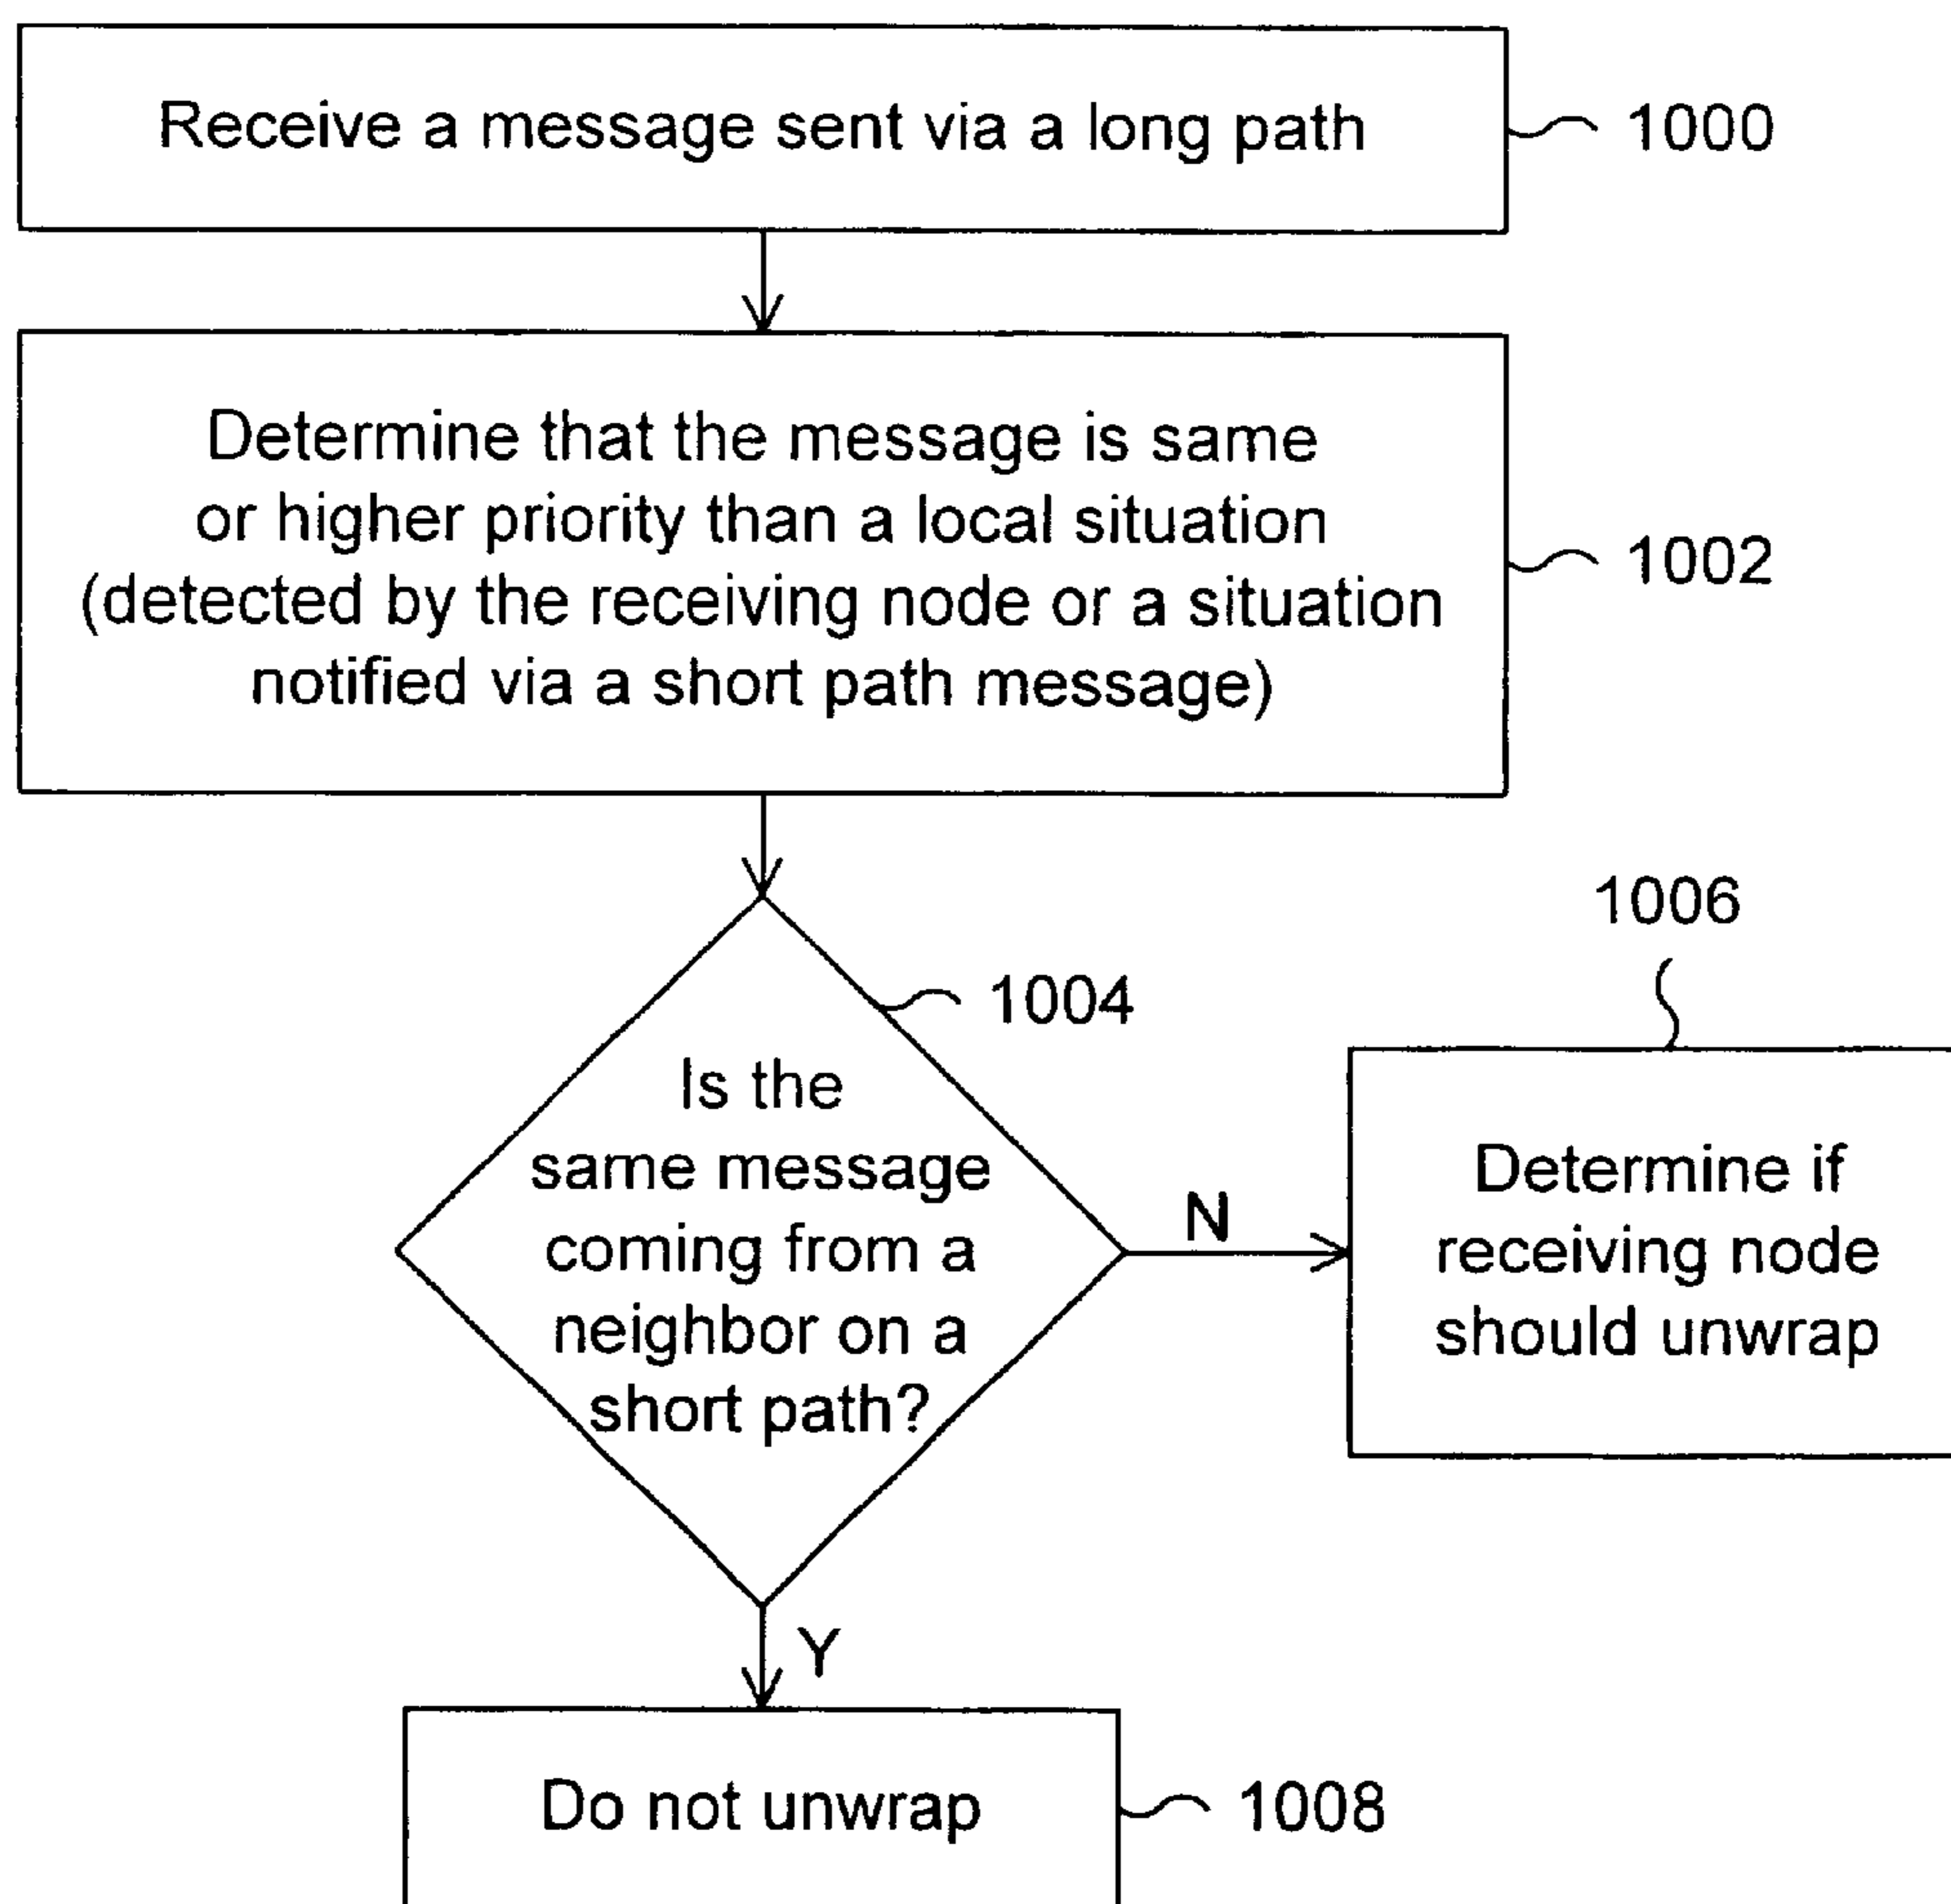 Receive a message sent via a long path
1000
Determine that the message is same
or higher priority than a local situation
(detected by the receiving node or a situation
notified via a short path message)
1002
1004
Is the
same message
coming from a
neighbor on a
short path?
N
1006
Determine if
receiving node
should unwrap
Y
Do not unwrap
1008